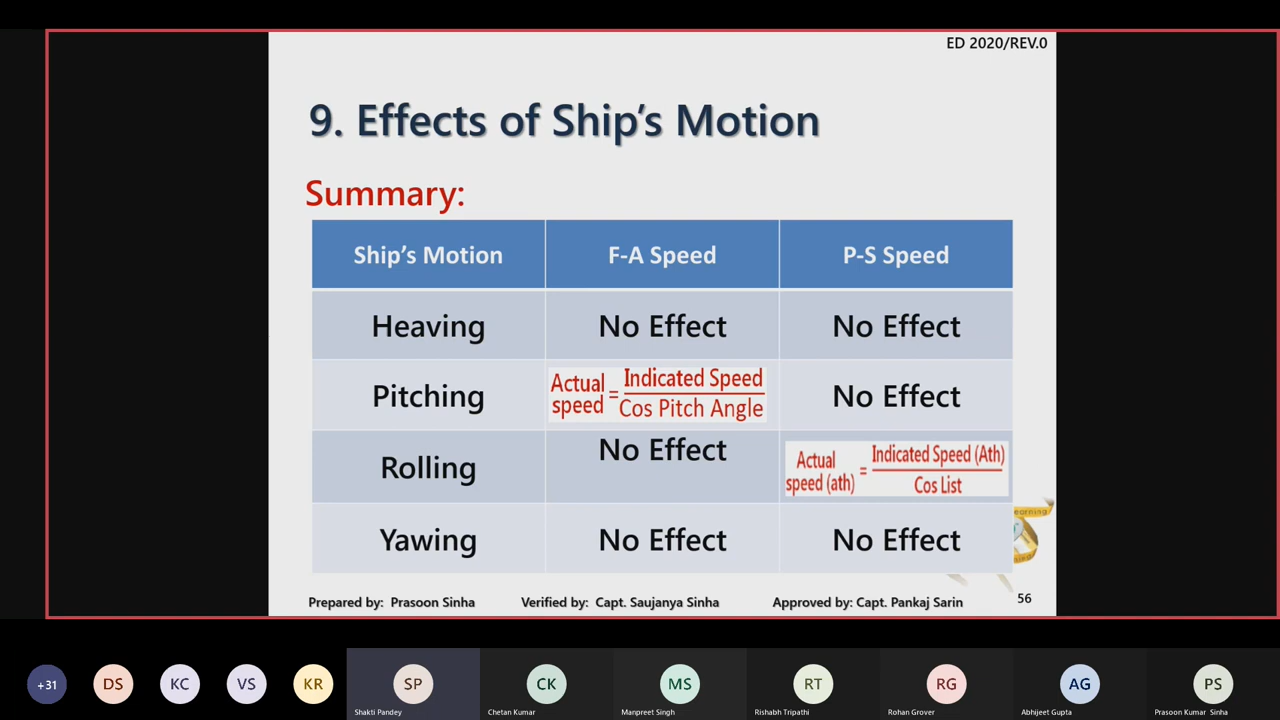 ED 2020/REV.0
9. Effects of Ship's Motion
Summary:
Ship's Motion F-A Speed P-S Speed
Heaving No Effect No Effect
Pitching Actual speed = Indicated Speed / Cos Pitch Angle No Effect
Rolling No Effect Actual speed (ath) = Indicated Speed (Ath) / Cos List
Yawing No Effect No Effect
earning
Prepared by: Prasoon Sinha Verified by: Capt. Saujanya Sinha Approved by: Capt. Pankaj Sarin 56
+31 DS KC VS KR SP CK MS RT RG AG PS
Shakti Pandey Chetan Kumar Manpreet Singh Rishabh Tripathi Rohan Grover Abhijeet Gupta Prasoon Kumar Sinha